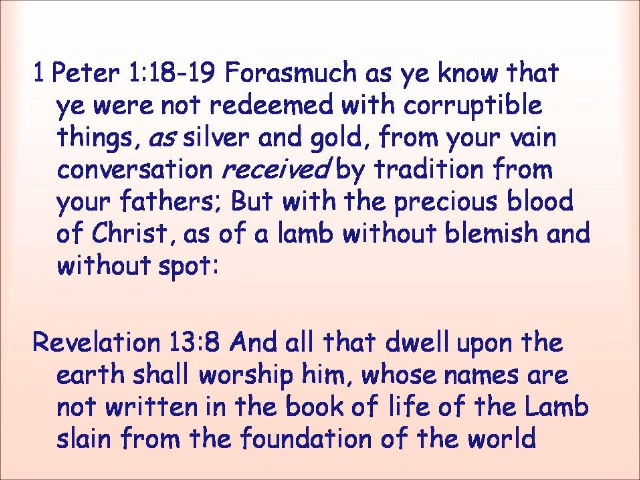 1 Peter 1:18-19 Forasmuch as ye know that
ye were not redeemed with corruptible
things, as silver and gold, from your vain
conversation received by tradition from
your fathers; But with the precious blood
of Christ, as of a lamb without blemish and
without spot:
Revelation 13:8 And all that dwell upon the
earth shall worship him, whose names are
not written in the book of life of the Lamb
slain from the foundation of the world